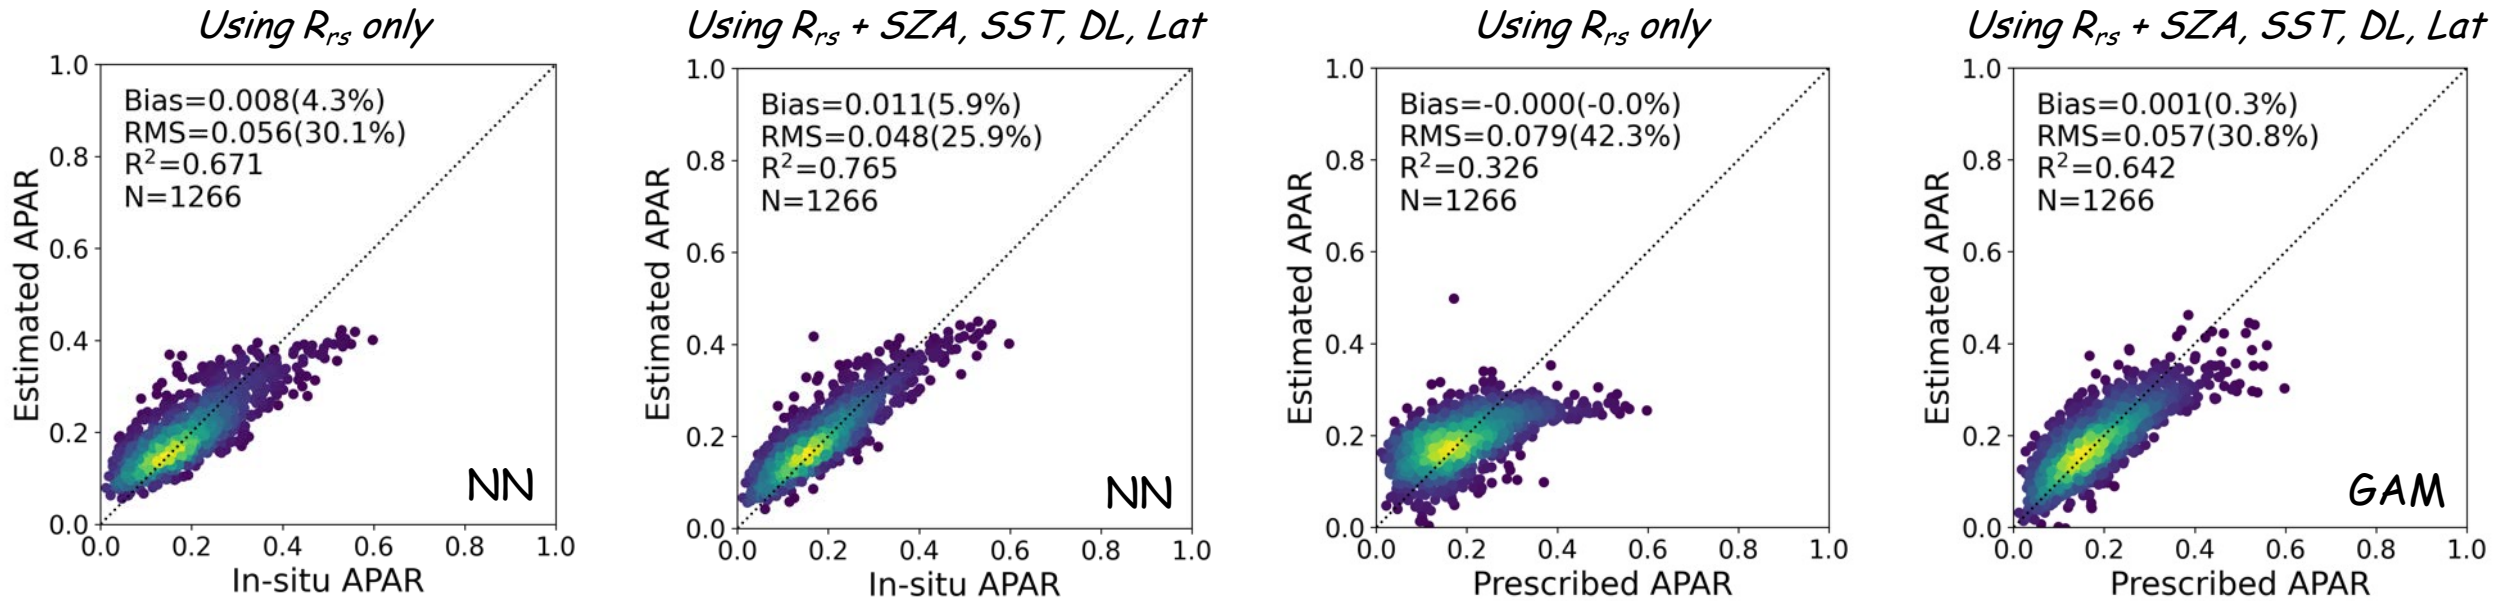 Using Rrs only
Bias=0.008(4.3%)
RMS=0.056(30.1%)
R²=0.671
N=1266
NN
Estimated APAR
1.0
0.8
0.6
0.4
0.2
0.0
0.0 0.2 0.4 0.6 0.8 1.0
In-situ APAR
Using Rrs + SZA, SST, DL, Lat
Bias=0.011(5.9%)
RMS=0.048(25.9%)
R²=0.765
N=1266
NN
Estimated APAR
1.0
0.8
0.6
0.4
0.2
0.0
0.0 0.2 0.4 0.6 0.8 1.0
In-situ APAR
Using Rrs only
Bias=-0.000(-0.0%)
RMS=0.079(42.3%)
R²=0.326
N=1266
Estimated APAR
1.0
0.8
0.6
0.4
0.2
0.0
0.0 0.2 0.4 0.6 0.8 1.0
Prescribed APAR
Using Rrs + SZA, SST, DL, Lat
Bias=0.001(0.3%)
RMS=0.057(30.8%)
R²=0.642
N=1266
GAM
Estimated APAR
1.0
0.8
0.6
0.4
0.2
0.0
0.0 0.2 0.4 0.6 0.8 1.0
Prescribed APAR